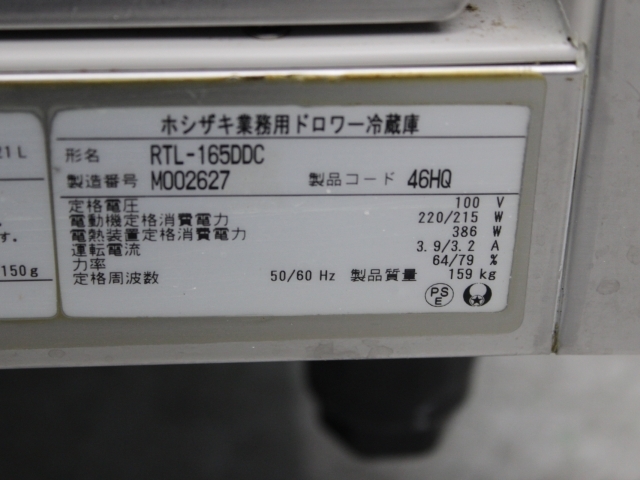 ホシザキ業務用ドロワー冷蔵庫
形名 RTL-165DDC
製造番号 M002627 製品コード 46HQ
定格電圧 100 V
電動機定格消費電力 220/215 W
電熱装置定格消費電力 386 W
運転電流 3.9/3.2 A
力率 64/79 %
定格周波数 50/60 Hz 製品質量 159 kg
PS
E
21L
す。
150g